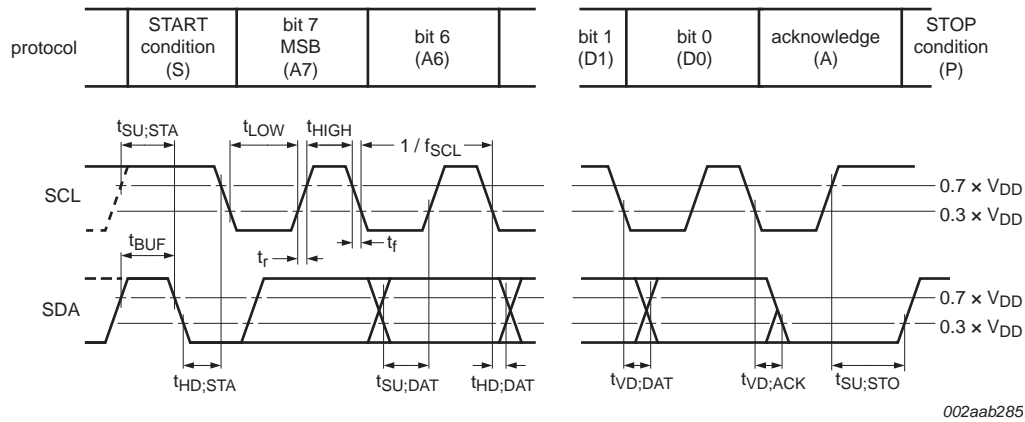 protocol
START
condition
(S)
bit 7
MSB
(A7)
bit 6
(A6)
bit 1
(D1)
bit 0
(D0)
acknowledge
(A)
STOP
condition
(P)
tSU;STA
tLOW
tHIGH
1 / fSCL
SCL
0.7 × VDD
0.3 × VDD
tBUF
tr
tf
SDA
0.7 × VDD
0.3 × VDD
tHD;STA
tSU;DAT
tHD;DAT
tVD;DAT
tVD;ACK
tSU;STO
002aab285